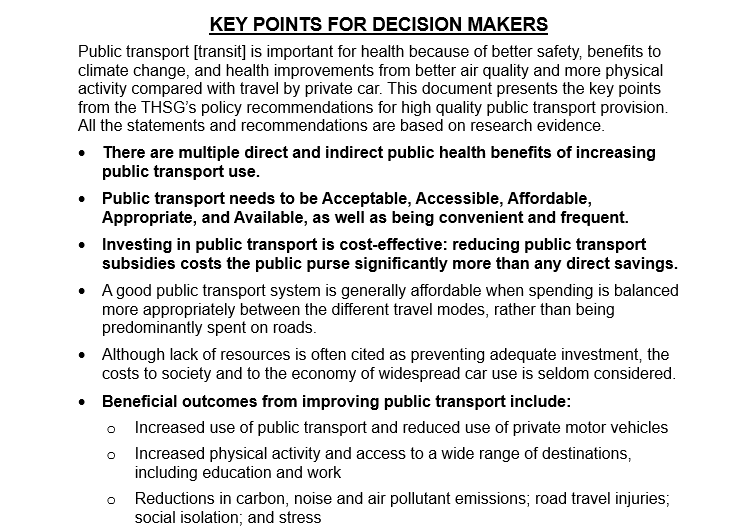 KEY POINTS FOR DECISION MAKERS
Public transport [transit] is important for health because of better safety, benefits to
climate change, and health improvements from better air quality and more physical
activity compared with travel by private car. This document presents the key points
from the THSG’s policy recommendations for high quality public transport provision.
All the statements and recommendations are based on research evidence.
• There are multiple direct and indirect public health benefits of increasing
public transport use.
• Public transport needs to be Acceptable, Accessible, Affordable,
Appropriate, and Available, as well as being convenient and frequent.
• Investing in public transport is cost-effective: reducing public transport
subsidies costs the public purse significantly more than any direct savings.
• A good public transport system is generally affordable when spending is balanced
more appropriately between the different travel modes, rather than being
predominantly spent on roads.
• Although lack of resources is often cited as preventing adequate investment, the
costs to society and to the economy of widespread car use is seldom considered.
• Beneficial outcomes from improving public transport include:
o Increased use of public transport and reduced use of private motor vehicles
o Increased physical activity and access to a wide range of destinations,
including education and work
o Reductions in carbon, noise and air pollutant emissions; road travel injuries;
social isolation; and stress